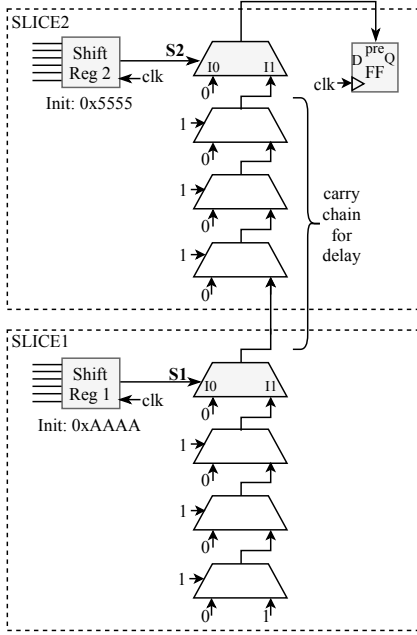 SLICE2
Shift
Reg 2
S2
clk
Init: 0x5555
I0 I1
0
D pre Q
FF
clk
1
0
1
0
1
0
carry
chain
for
delay
SLICE1
Shift
Reg 1
S1
clk
Init: 0xAAAA
I0 I1
0
1
0
1
0
1
0 1